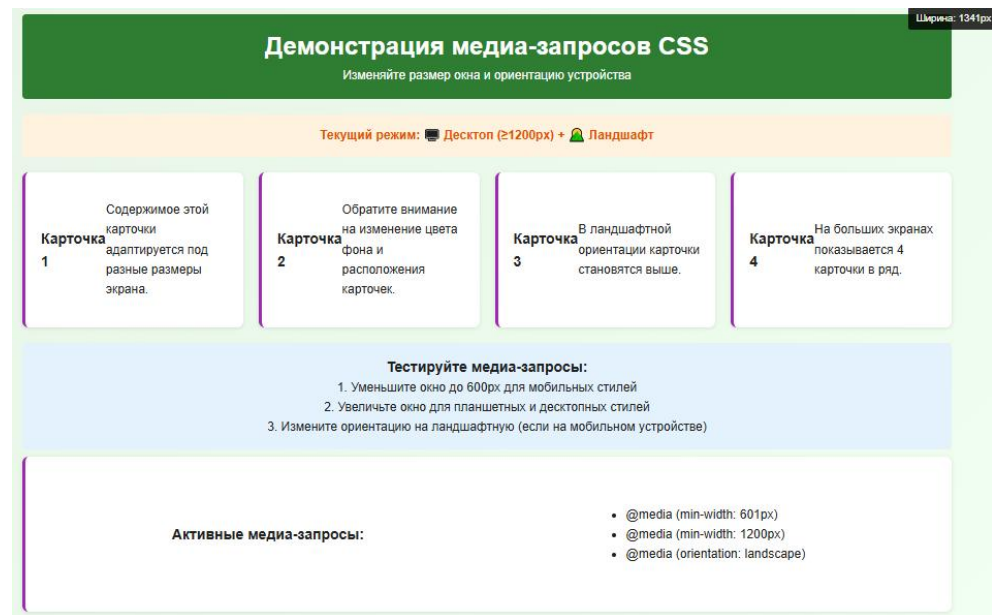 Ширина: 1341px
Демонстрация медиа-запросов CSS
Изменяйте размер окна и ориентацию устройства
Текущий режим: 🖥️ Десктоп (≥1200px) + 🌄 Ландшафт
Карточка
1
Содержимое этой
карточки
адаптируется под
разные размеры
экрана.
Карточка
2
Обратите внимание
на изменение цвета
фона и
расположения
карточек.
Карточка
3
В ландшафтной
ориентации карточки
становятся выше.
Карточка
4
На больших экранах
показывается 4
карточки в ряд.
Тестируйте медиа-запросы:
1. Уменьшите окно до 600px для мобильных стилей
2. Увеличьте окно для планшетных и десктопных стилей
3. Измените ориентацию на ландшафтную (если на мобильном устройстве)
Активные медиа-запросы:
• @media (min-width: 601px)
• @media (min-width: 1200px)
• @media (orientation: landscape)